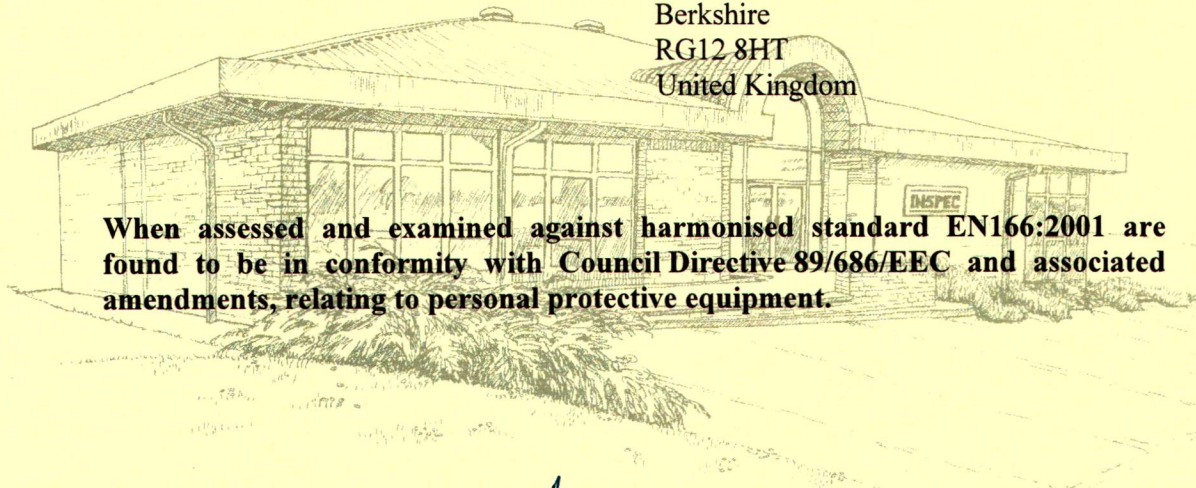 Berkshire
RG12 8HT
United Kingdom
INSPEC
When assessed and examined against harmonised standard EN166:2001 are
found to be in conformity with Council Directive 89/686/EEC and associated
amendments, relating to personal protective equipment.